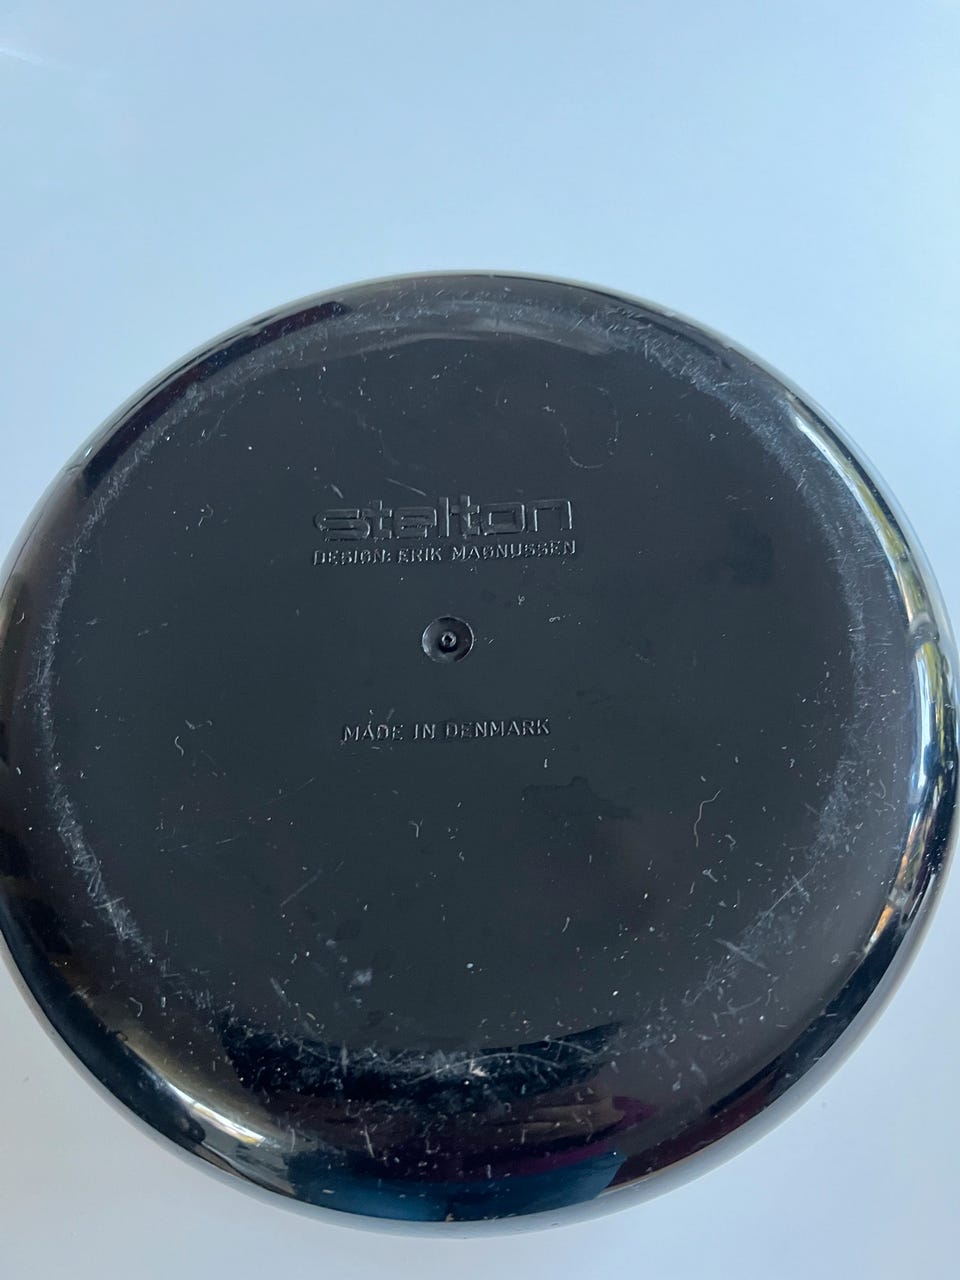 stelton
DESIGN: ERIK MAGNUSSEN
MADE IN DENMARK